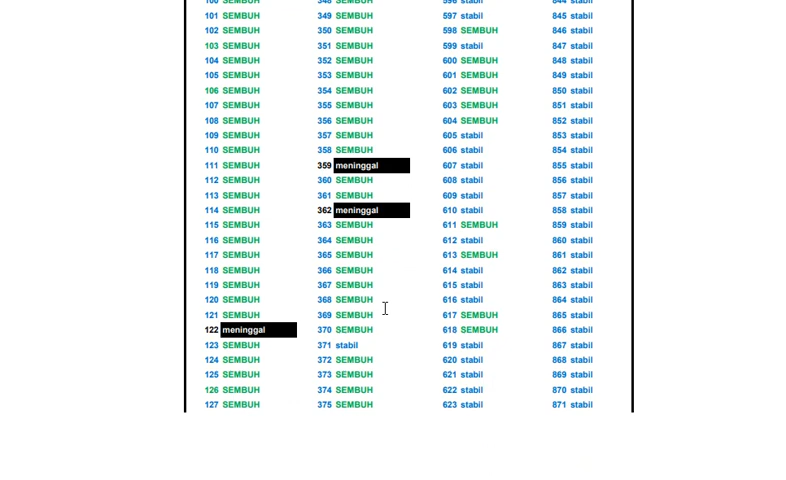 100 SEMBUH 348 SEMBUH 596 stabil 844 stabil
101 SEMBUH 349 SEMBUH 597 stabil 845 stabil
102 SEMBUH 350 SEMBUH 598 SEMBUH 846 stabil
103 SEMBUH 351 SEMBUH 599 stabil 847 stabil
104 SEMBUH 352 SEMBUH 600 SEMBUH 848 stabil
105 SEMBUH 353 SEMBUH 601 SEMBUH 849 stabil
106 SEMBUH 354 SEMBUH 602 SEMBUH 850 stabil
107 SEMBUH 355 SEMBUH 603 SEMBUH 851 stabil
108 SEMBUH 356 SEMBUH 604 SEMBUH 852 stabil
109 SEMBUH 357 SEMBUH 605 stabil 853 stabil
110 SEMBUH 358 SEMBUH 606 stabil 854 stabil
111 SEMBUH 359 meninggal 607 stabil 855 stabil
112 SEMBUH 360 SEMBUH 608 stabil 856 stabil
113 SEMBUH 361 SEMBUH 609 stabil 857 stabil
114 SEMBUH 362 meninggal 610 stabil 858 stabil
115 SEMBUH 363 SEMBUH 611 SEMBUH 859 stabil
116 SEMBUH 364 SEMBUH 612 stabil 860 stabil
117 SEMBUH 365 SEMBUH 613 SEMBUH 861 stabil
118 SEMBUH 366 SEMBUH 614 stabil 862 stabil
119 SEMBUH 367 SEMBUH 615 stabil 863 stabil
120 SEMBUH 368 SEMBUH 616 stabil 864 stabil
121 SEMBUH 369 SEMBUH 617 SEMBUH 865 stabil
122 meninggal 370 SEMBUH 618 SEMBUH 866 stabil
123 SEMBUH 371 stabil 619 stabil 867 stabil
124 SEMBUH 372 SEMBUH 620 stabil 868 stabil
125 SEMBUH 373 SEMBUH 621 stabil 869 stabil
126 SEMBUH 374 SEMBUH 622 stabil 870 stabil
127 SEMBUH 375 SEMBUH 623 stabil 871 stabil